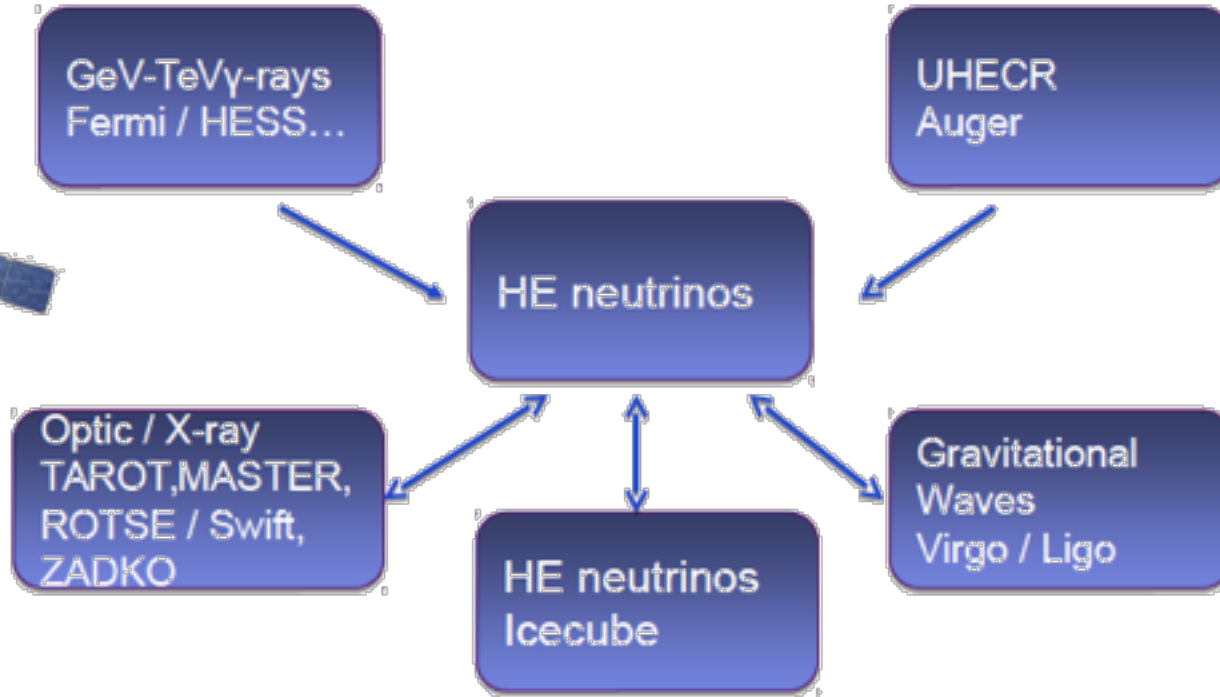 GeV-TeVγ-rays
Fermi / HESS...
UHECR
Auger
HE neutrinos
Optic / X-ray
TAROT,MASTER,
ROTSE / Swift,
ZADKO
HE neutrinos
Icecube
Gravitational
Waves
Virgo / Ligo